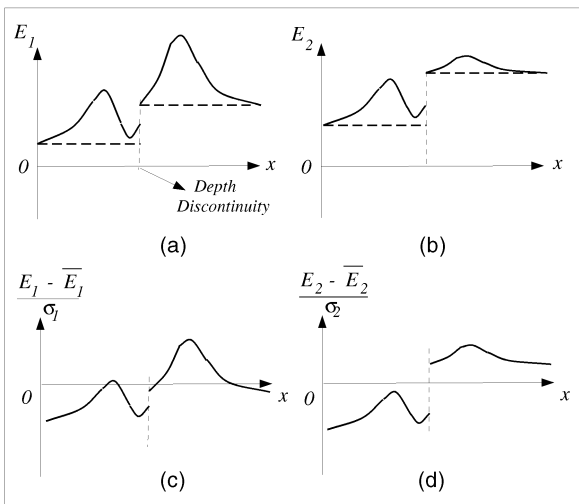 E1
E2
0
x
0
x
Depth
Discontinuity
(a)
(b)
E1 - E1
σ1
E2 - E2
σ2
0
x
0
x
(c)
(d)